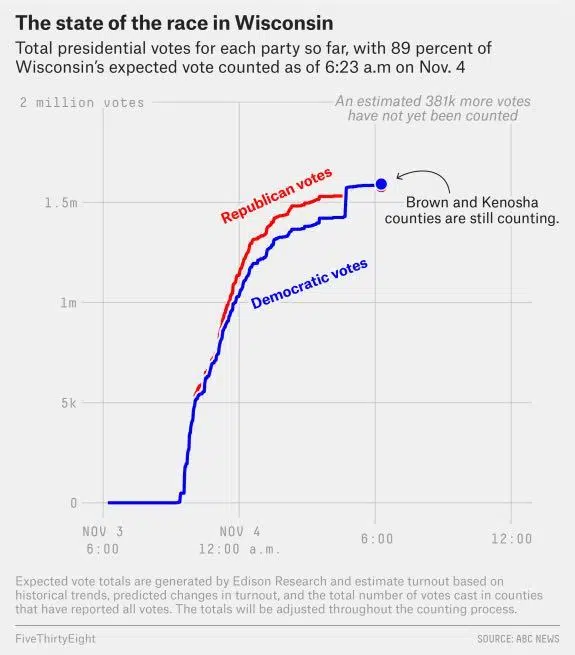 The state of the race in Wisconsin
Total presidential votes for each party so far, with 89 percent of
Wisconsin's expected vote counted as of 6:23 a.m on Nov. 4
2 million votes
An estimated 381k more votes
have not yet been counted
Republican votes
1.5m
Brown and Kenosha
counties are still counting.
Democratic votes
1m
5k
0
NOV 3
6:00
NOV 4
12:00 a.m.
6:00
12:00
Expected vote totals are generated by Edison Research and estimate turnout based on
historical trends, predicted changes in turnout, and the total number of votes cast in counties
that have reported all votes. The totals will be adjusted throughout the counting process.
FiveThirtyEight
SOURCE: ABC NEWS